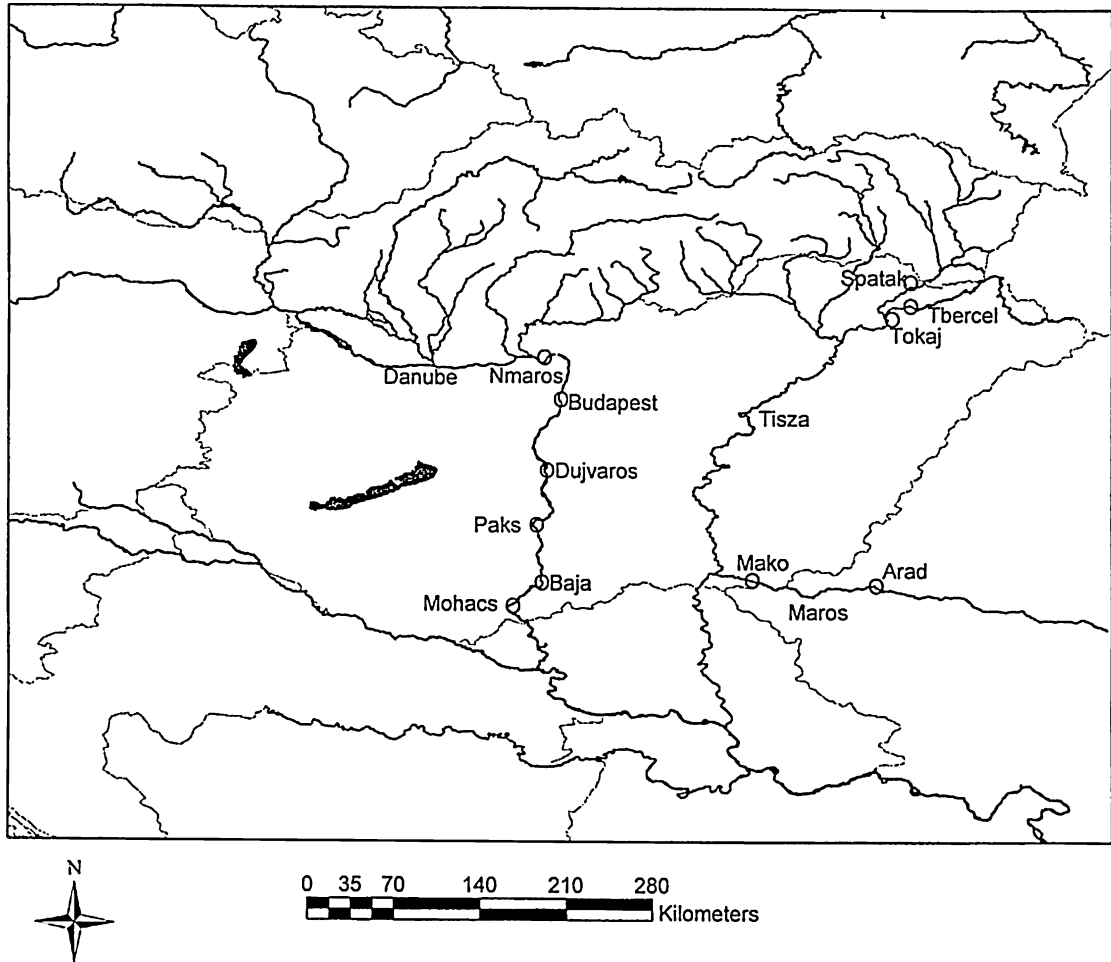 Spatak
Tbercel
Tokaj
Danube
Nmaros
Budapest
Tisza
Dujvaros
Paks
Mako
Arad
Baja
Mohacs
Maros
N
0 35 70 140 210 280
Kilometers